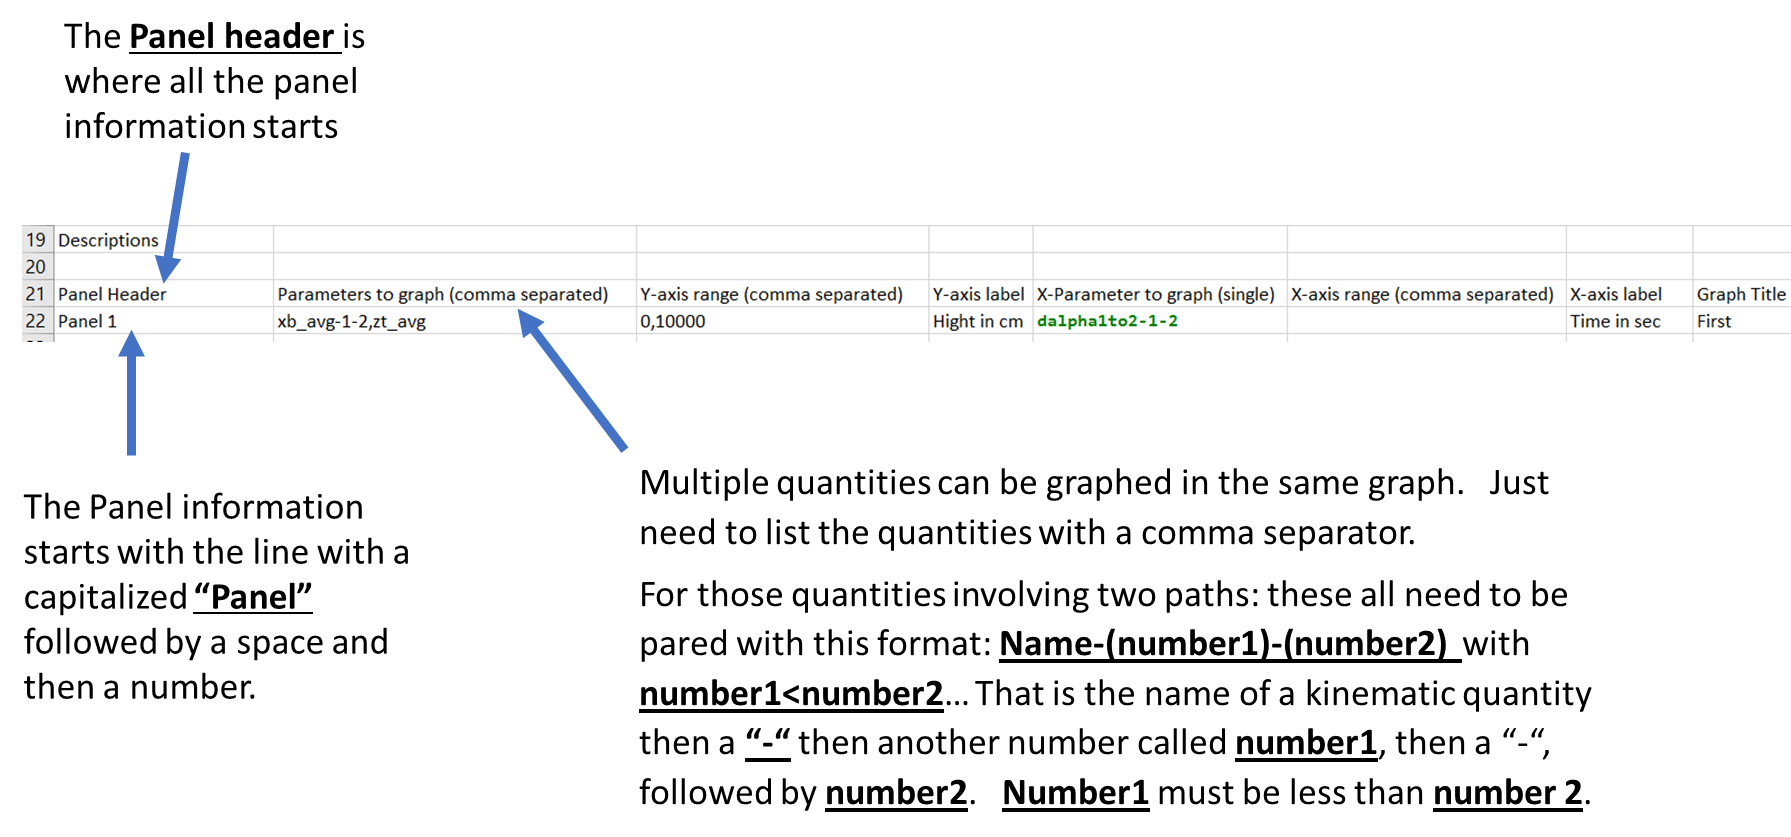 The Panel header is
where all the panel
information starts
19 Descriptions
20
21 Panel Header Parameters to graph (comma separated) Y-axis range (comma separated) Y-axis label X-Parameter to graph (single) X-axis range (comma separated) X-axis label Graph Title
22 Panel 1 xb_avg-1-2,zt_avg 0,10000 Hight in cm dalpha1to2-1-2 Time in sec First
The Panel information
starts with the line with a
capitalized “Panel”
followed by a space and
then a number.
Multiple quantities can be graphed in the same graph. Just
need to list the quantities with a comma separator.
For those quantities involving two paths: these all need to be
pared with this format: Name-(number1)-(number2) with
number1<number2… That is the name of a kinematic quantity
then a “-“ then another number called number1, then a “-“,
followed by number2. Number1 must be less than number 2.